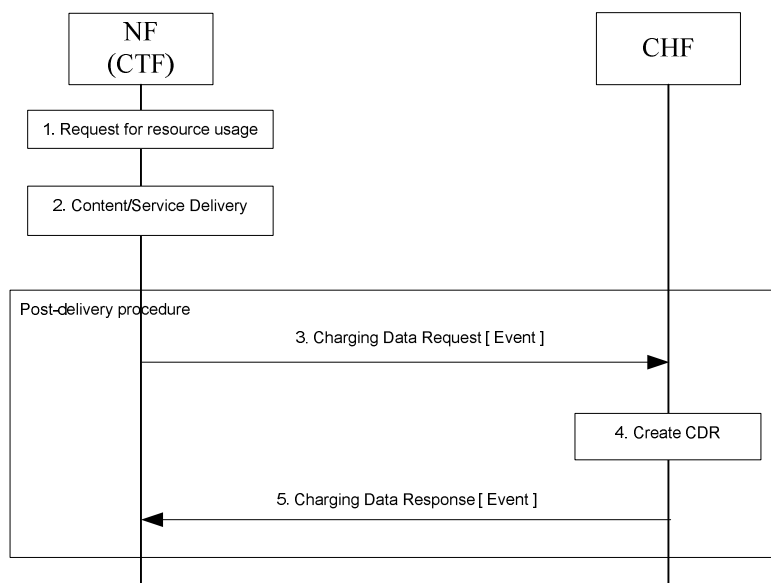 NF
(CTF)
CHF
1. Request for resource usage
2. Content/Service Delivery
Post-delivery procedure
3. Charging Data Request [ Event ]
4. Create CDR
5. Charging Data Response [ Event ]